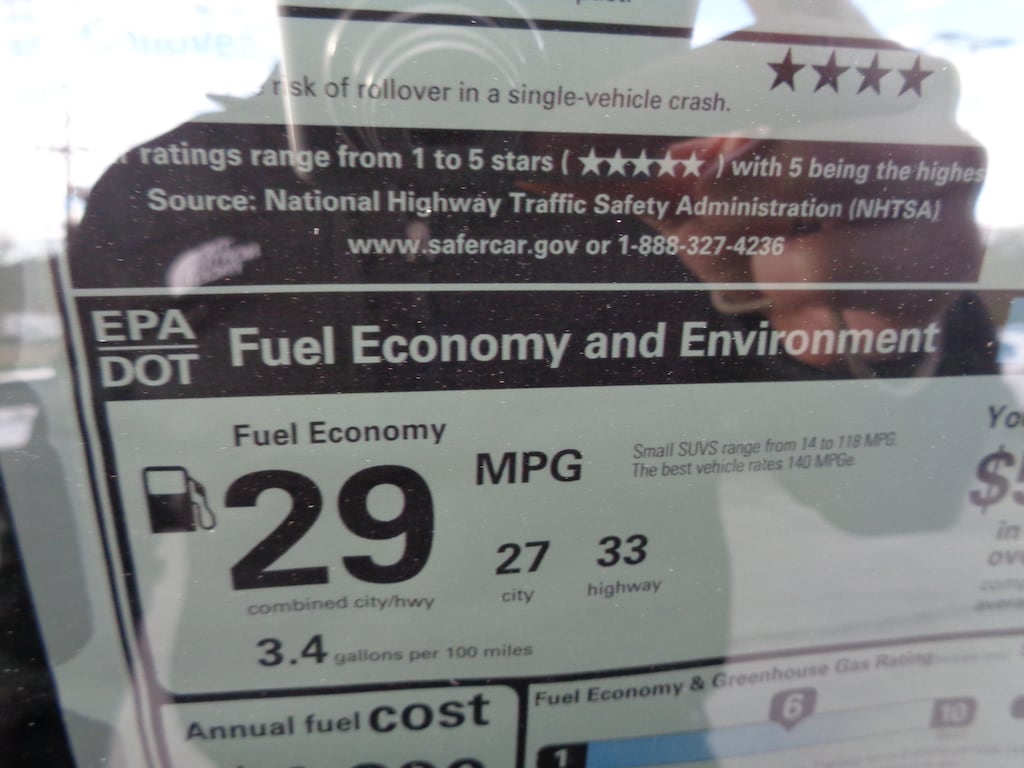 risk of rollover in a single-vehicle crash.
★★★★
ratings range from 1 to 5 stars (★★★★★) with 5 being the highes
Source: National Highway Traffic Safety Administration (NHTSA)
www.safercar.gov or 1-888-327-4236
EPA
DOT
Fuel Economy and Environment
Fuel Economy
29
MPG
Small SUVS range from 14 to 118 MPG.
The best vehicle rates 140 MPGe.
27
city
33
highway
combined city/hwy
3.4 gallons per 100 miles
Yo
$5
in
ov
Annual fuel cost
Fuel Economy & Greenhouse Gas Rating
1
6
10